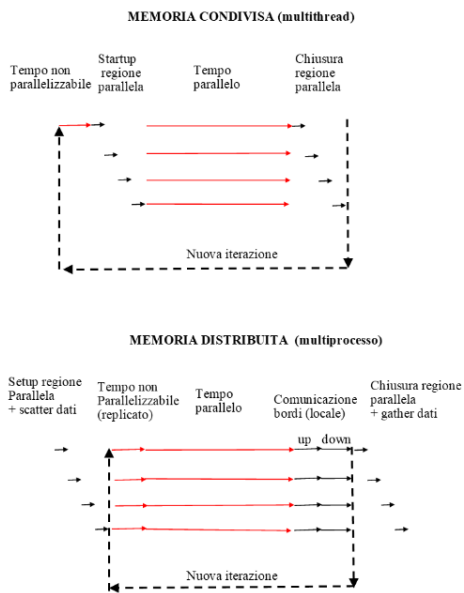 MEMORIA CONDIVISA (multithread)
Tempo non
parallelizzabile
Startup
regione
parallela
Tempo
parallelo
Chiusura
regione
parallela
Nuova iterazione
MEMORIA DISTRIBUITA (multiprocesso)
Setup regione
Parallela
+ scatter dati
Tempo non
Parallelizzabile
(replicato)
Tempo
parallelo
Comunicazione
bordi (locale)
up down
Chiusura regione
parallela
+ gather dati
Nuova iterazione